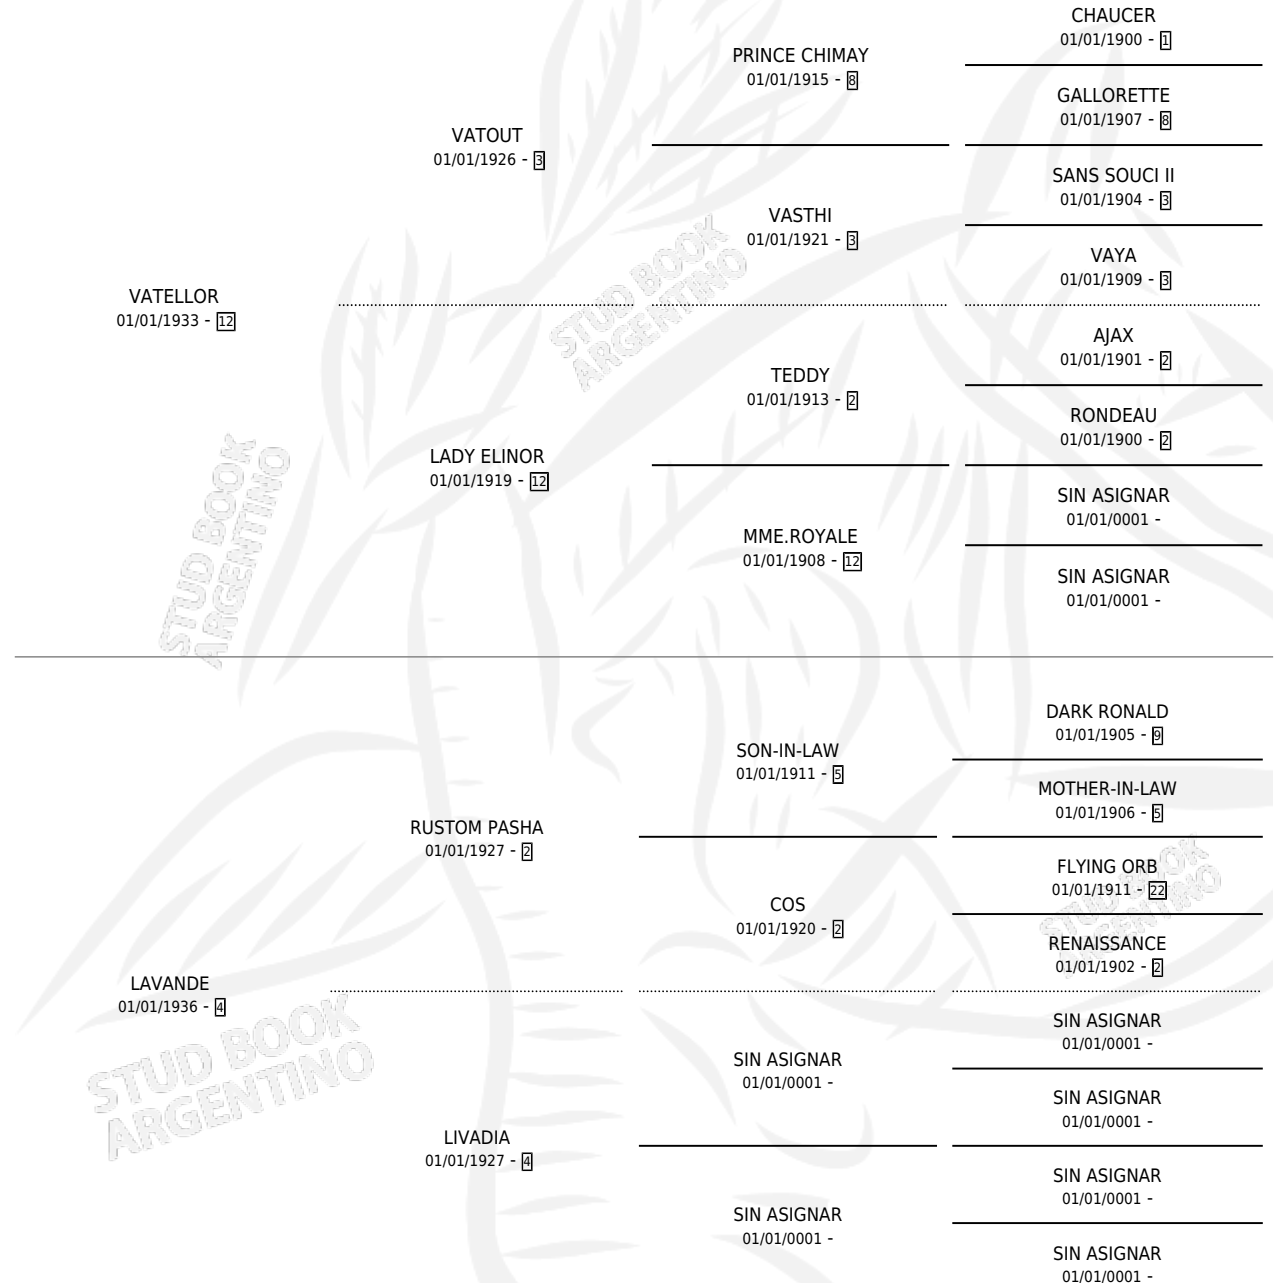 CHAUCER
01/01/1900 - 1
PRINCE CHIMAY
01/01/1915 - 8
GALLORETTE
01/01/1907 - 8
VATOUT
01/01/1926 - 3
SANS SOUCI II
01/01/1904 - 3
VASTHI
01/01/1921 - 3
VAYA
01/01/1909 - 3
VATELLOR
01/01/1933 - 12
AJAX
01/01/1901 - 2
TEDDY
01/01/1913 - 2
RONDEAU
01/01/1900 - 2
LADY ELINOR
01/01/1919 - 12
SIN ASIGNAR
01/01/0001 -
MME.ROYALE
01/01/1908 - 12
SIN ASIGNAR
01/01/0001 -
DARK RONALD
01/01/1905 - 9
SON-IN-LAW
01/01/1911 - 5
MOTHER-IN-LAW
01/01/1906 - 5
RUSTOM PASHA
01/01/1927 - 2
FLYING ORB
01/01/1911 - 22
COS
01/01/1920 - 2
RENAISSANCE
01/01/1902 - 2
LAVANDE
01/01/1936 - 4
SIN ASIGNAR
01/01/0001 -
SIN ASIGNAR
01/01/0001 -
SIN ASIGNAR
01/01/0001 -
LIVADIA
01/01/1927 - 4
SIN ASIGNAR
01/01/0001 -
SIN ASIGNAR
01/01/0001 -
SIN ASIGNAR
01/01/0001 -
STUD BOOK
ARGENTINO
STUD BOOK
ARGENTINO
STUD BOOK
ARGENTINO
STUD BOOK
ARGENTINO